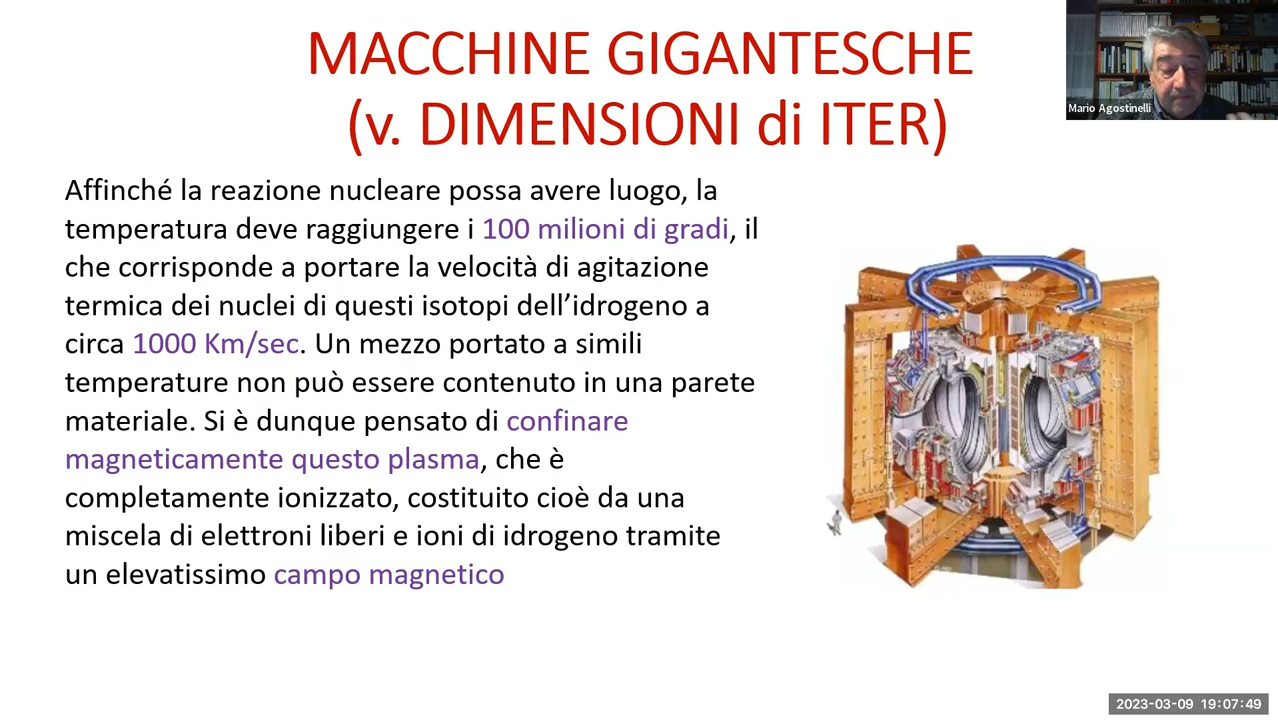 MACCHINE GIGANTESCHE
(v. DIMENSIONI di ITER)
Mario Agostinelli
Affinché la reazione nucleare possa avere luogo, la
temperatura deve raggiungere i 100 milioni di gradi, il
che corrisponde a portare la velocità di agitazione
termica dei nuclei di questi isotopi dell’idrogeno a
circa 1000 Km/sec. Un mezzo portato a simili
temperature non può essere contenuto in una parete
materiale. Si è dunque pensato di confinare
magneticamente questo plasma, che è
completamente ionizzato, costituito cioè da una
miscela di elettroni liberi e ioni di idrogeno tramite
un elevatissimo campo magnetico
2023-03-09 19:07:49